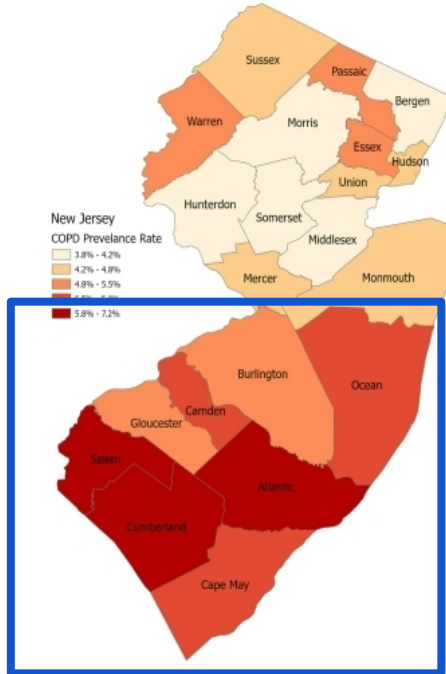 Sussex
Passaic
Bergen
Warren
Morris
Essex
Hudson
Union
Hunterdon
Somerset
Middlesex
New Jersey
COPD Prevelance Rate
3.8% - 4.2%
4.2% - 4.8%
4.8% - 5.5%
5.8% - 7.2%
Mercer
Monmouth
Burlington
Ocean
Camden
Gloucester
Salem
Atlantic
Cumberland
Cape May